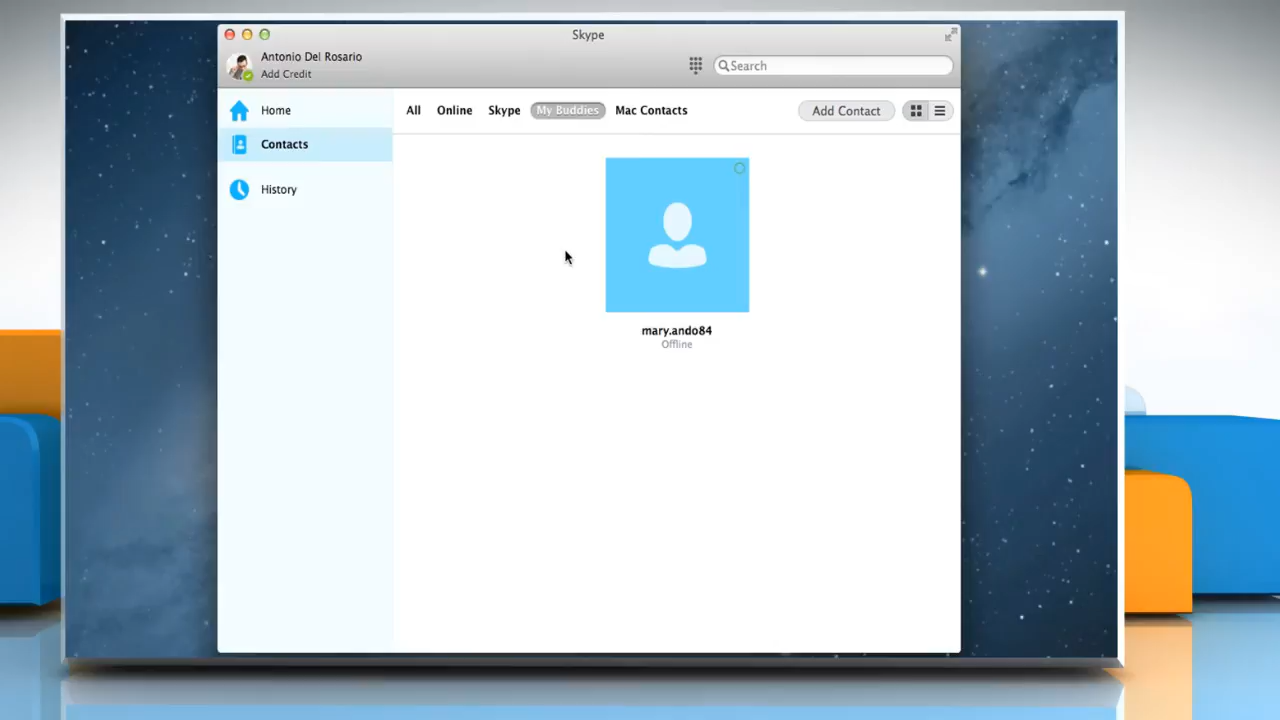 Skype
Antonio Del Rosario
Add Credit
Search
Home
Contacts
History
All Online Skype My Buddies Mac Contacts Add Contact
mary.ando84
Offline